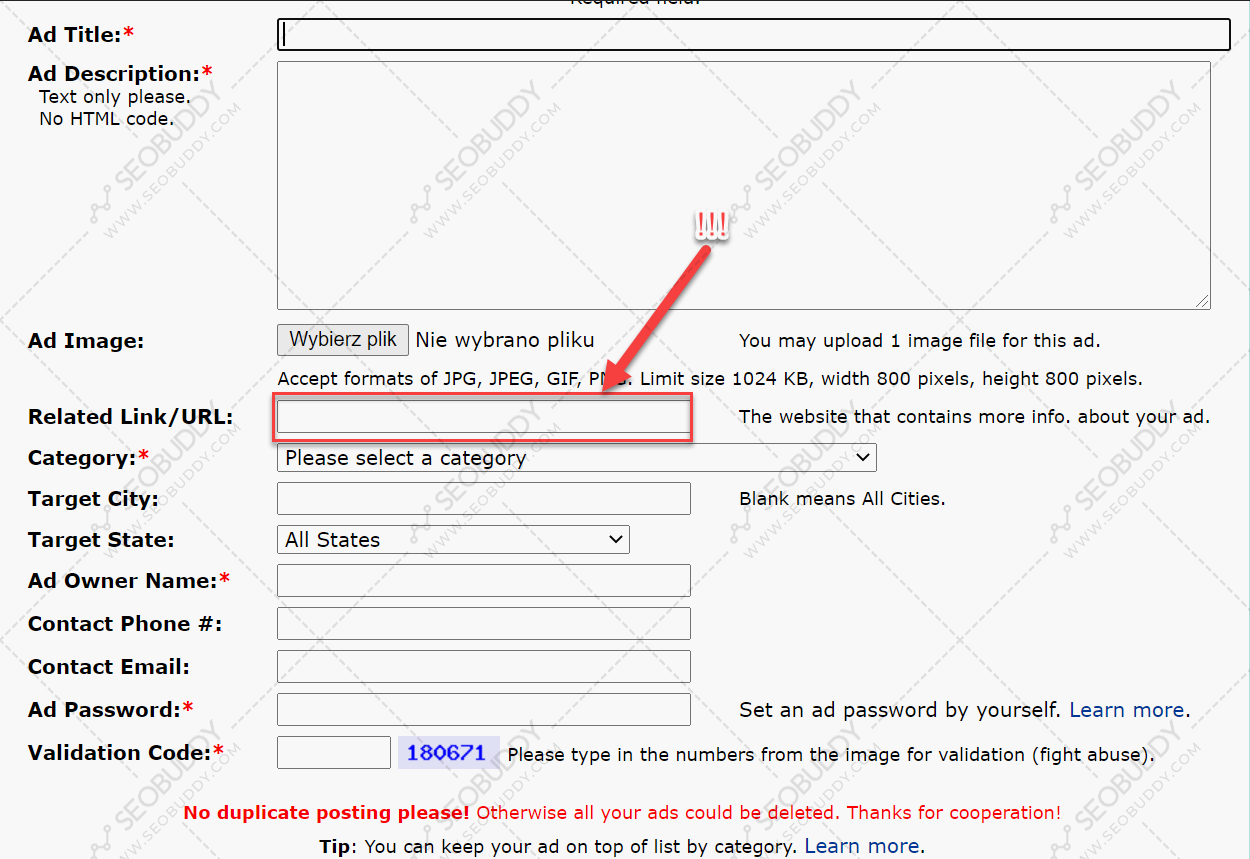 Required field.
Ad Title:*
Ad Description:*
Text only please.
No HTML code.
!!!
Ad Image:
Wybierz plik Nie wybrano pliku
You may upload 1 image file for this ad.
Accept formats of JPG, JPEG, GIF, PNG. Limit size 1024 KB, width 800 pixels, height 800 pixels.
Related Link/URL:
The website that contains more info. about your ad.
Category:*
Please select a category
Target City:
Blank means All Cities.
Target State:
All States
Ad Owner Name:*
Contact Phone #:
Contact Email:
Ad Password:*
Set an ad password by yourself. Learn more.
Validation Code:*
180671
Please type in the numbers from the image for validation (fight abuse).
No duplicate posting please! Otherwise all your ads could be deleted. Thanks for cooperation!
Tip: You can keep your ad on top of list by category. Learn more.
SEOBUDDY
WWW.SEOBUDDY.COM